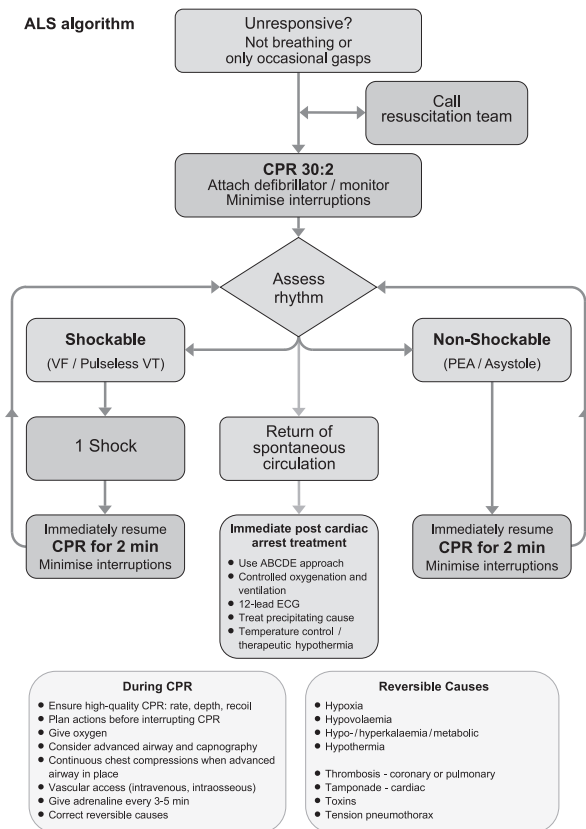 ALS algorithm
Unresponsive?
Not breathing or
only occasional gasps
Call
resuscitation team
CPR 30:2
Attach defibrillator / monitor
Minimise interruptions
Assess
rhythm
Shockable
(VF / Pulseless VT)
Non-Shockable
(PEA / Asystole)
1 Shock
Return of
spontaneous
circulation
Immediately resume
CPR for 2 min
Minimise interruptions
Immediate post cardiac
arrest treatment
● Use ABCDE approach
● Controlled oxygenation and
ventilation
● 12-lead ECG
● Treat precipitating cause
● Temperature control /
therapeutic hypothermia
Immediately resume
CPR for 2 min
Minimise interruptions
During CPR
● Ensure high-quality CPR: rate, depth, recoil
● Plan actions before interrupting CPR
● Give oxygen
● Consider advanced airway and capnography
● Continuous chest compressions when advanced
airway in place
● Vascular access (intravenous, intraosseous)
● Give adrenaline every 3-5 min
● Correct reversible causes
Reversible Causes
● Hypoxia
● Hypovolaemia
● Hypo-/hyperkalaemia/metabolic
● Hypothermia
● Thrombosis - coronary or pulmonary
● Tamponade - cardiac
● Toxins
● Tension pneumothorax